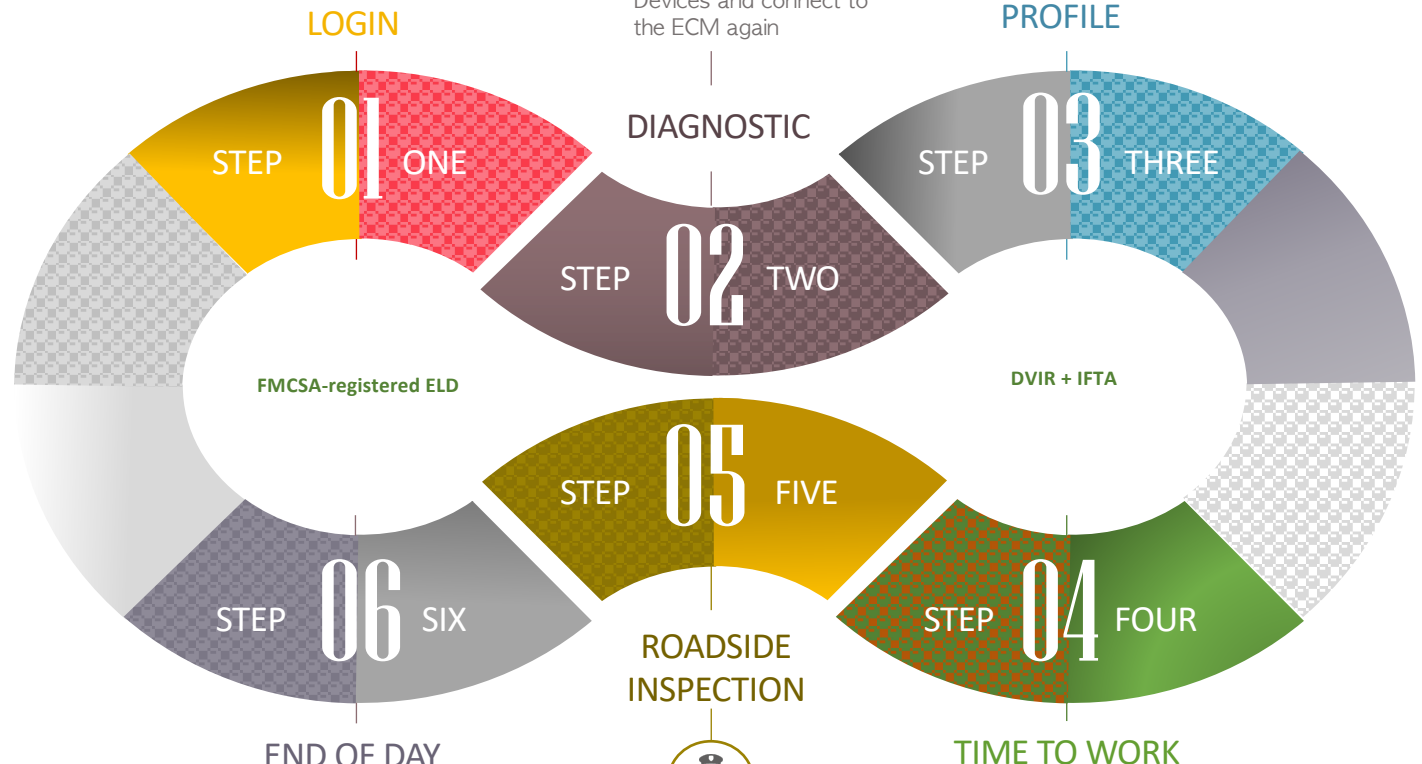 LOGIN
Devices and connect to
the ECM again
PROFILE
STEP 01 ONE
DIAGNOSTIC
STEP 03 THREE
STEP 02 TWO
FMCSA-registered ELD
DVIR + IFTA
STEP 05 FIVE
STEP 06 SIX
STEP 04 FOUR
ROADSIDE
INSPECTION
END OF DAY
TIME TO WORK